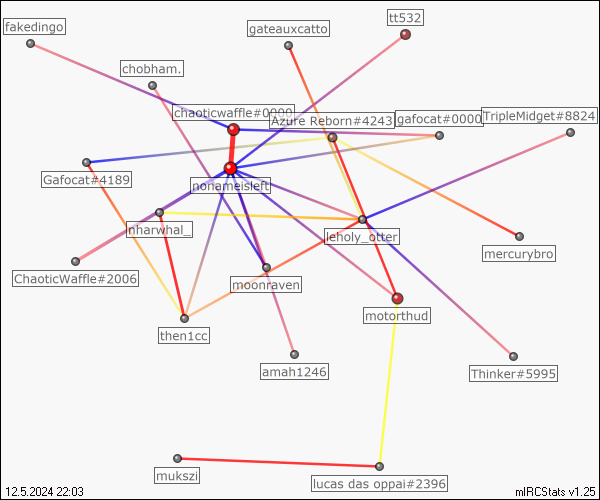 fakedingo
tt532
gateauxcatto
chobham.
chaoticwaffle#0000
Azure Reborn#4243
gafocat#0000
TripleMidget#8824
Gafocat#4189
nonameisleft
nharwhal_
leholy_otter
mercurybro
ChaoticWaffle#2006
moonraven
motorthud
then1cc
amah1246
Thinker#5995
mukszi
lucas das oppai#2396
12.5.2024 22:03
mIRCStats v1.25